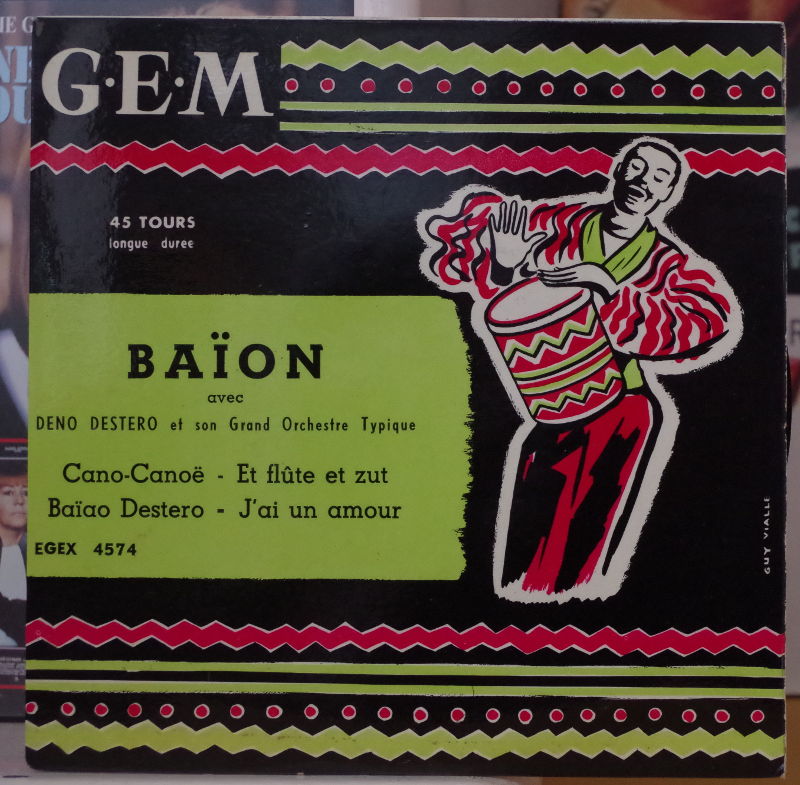 G·E·M
45 TOURS
longue duree
BAÏON
avec
DENO DESTERO et son Grand Orchestre Typique
Cano-Canoë - Et flûte et zut
Baïao Destero - J'ai un amour
EGEX 4574
GUY VIALLE